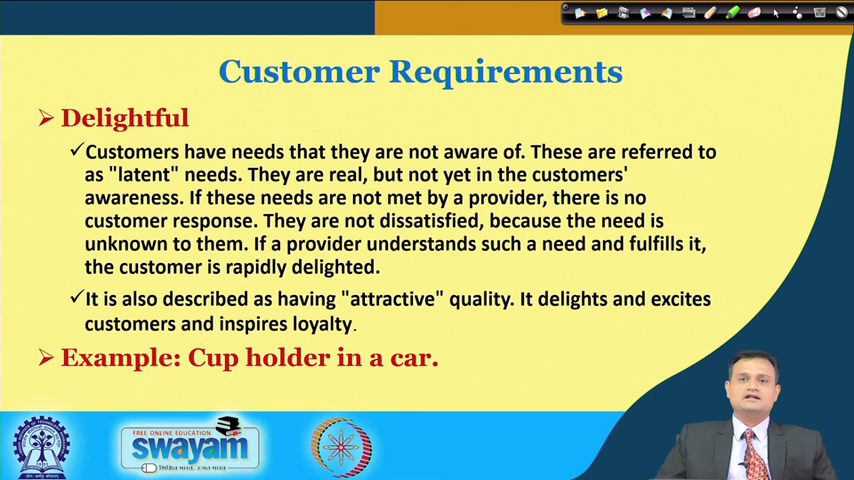 Customer Requirements
➢ Delightful
✓Customers have needs that they are not aware of. These are referred to
as "latent" needs. They are real, but not yet in the customers'
awareness. If these needs are not met by a provider, there is no
customer response. They are not dissatisfied, because the need is
unknown to them. If a provider understands such a need and fulfills it,
the customer is rapidly delighted.
✓It is also described as having "attractive" quality. It delights and excites
customers and inspires loyalty.
➢ Example: Cup holder in a car.
FREE ONLINE EDUCATION
swayam
शिक्षित भारत, उन्नत भारत